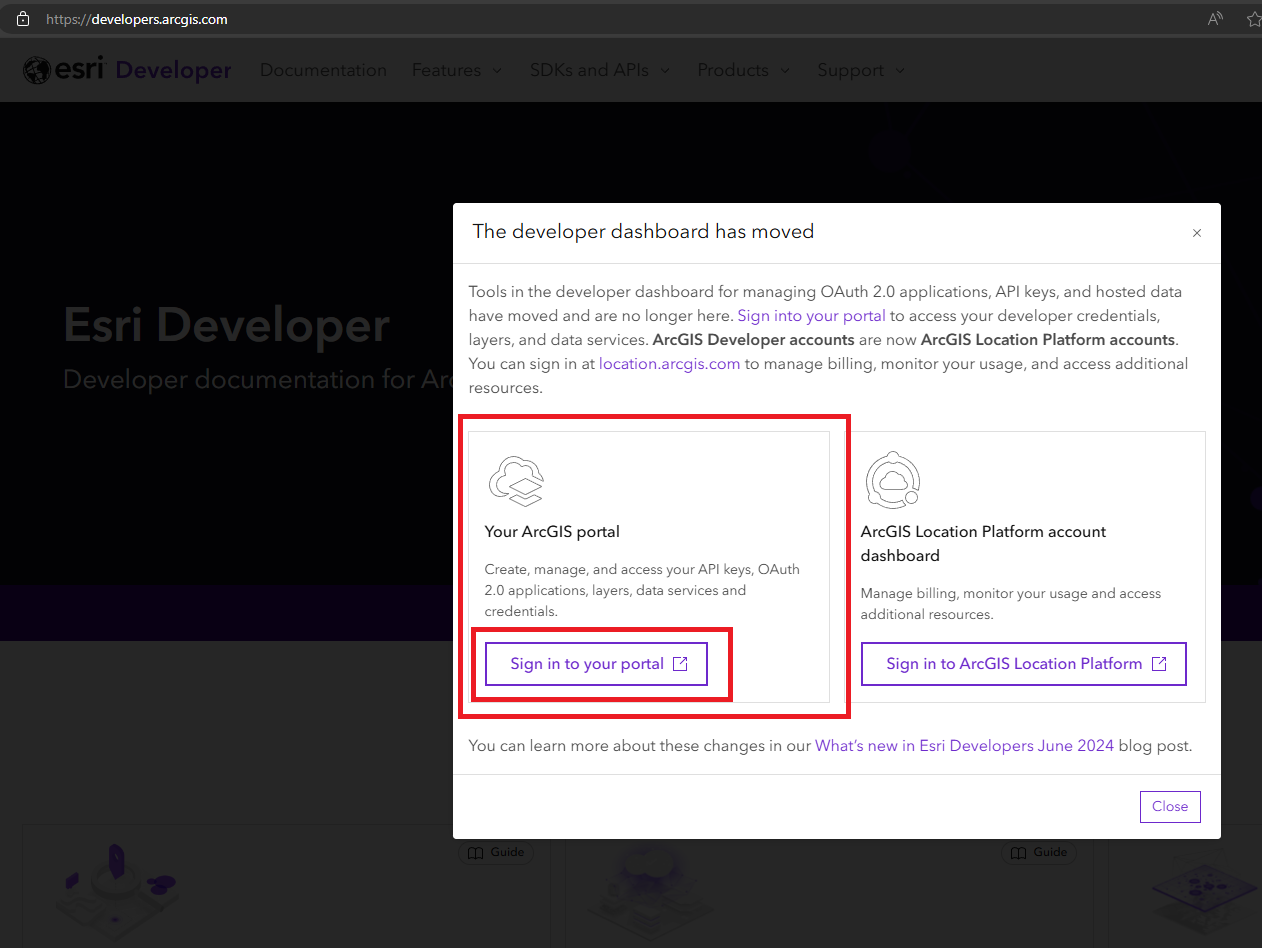 https://developers.arcgis.com
esri Developer Documentation Features SDKs and APIs Products Support
The developer dashboard has moved
Tools in the developer dashboard for managing OAuth 2.0 applications, API keys, and hosted data
have moved and are no longer here. Sign into your portal to access your developer credentials,
layers, and data services. ArcGIS Developer accounts are now ArcGIS Location Platform accounts.
You can sign in at location.arcgis.com to manage billing, monitor your usage, and access additional
resources.
Esri Developer
Developer documentation for
Your ArcGIS portal
Create, manage, and access your API keys, OAuth
2.0 applications, layers, data services and
credentials.
Sign in to your portal
ArcGIS Location Platform account
dashboard
Manage billing, monitor your usage and access
additional resources.
Sign in to ArcGIS Location Platform
You can learn more about these changes in our What's new in Esri Developers June 2024 blog post.
Close
Guide
Guide